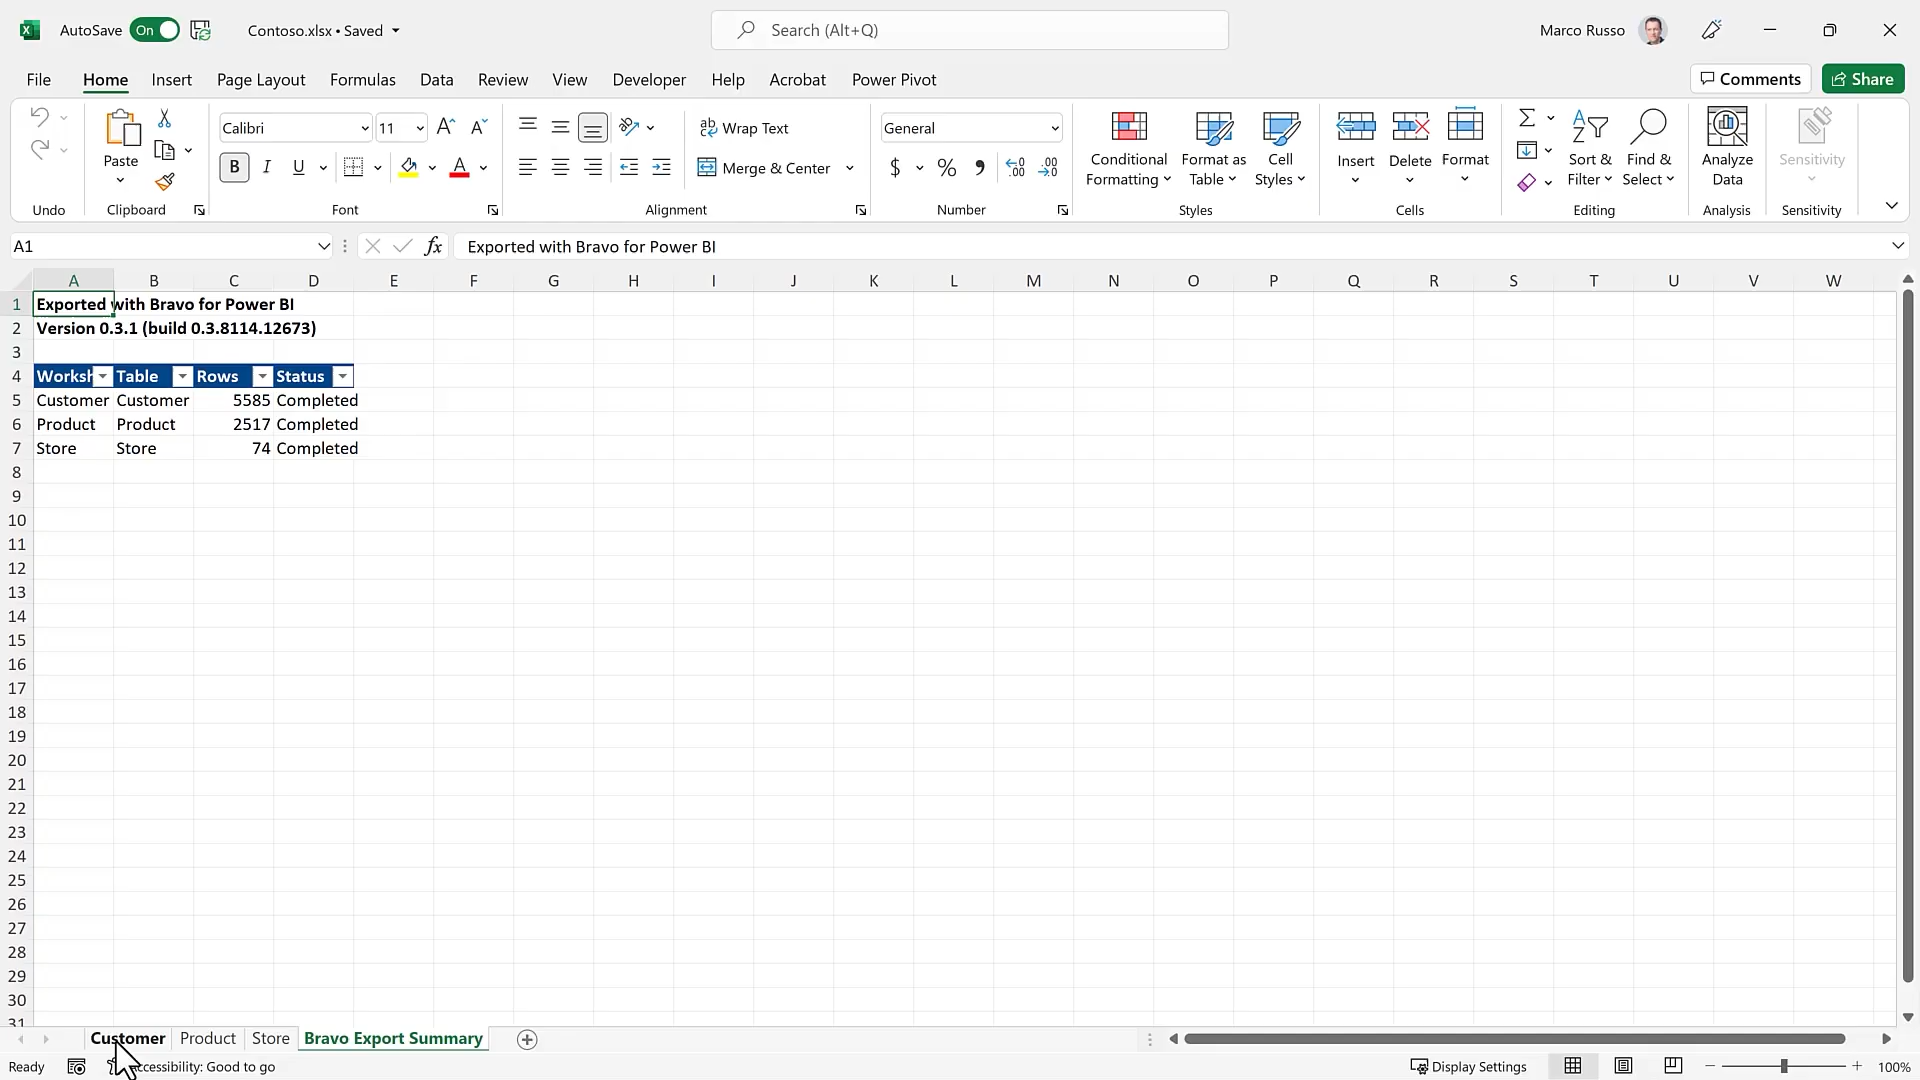 AutoSave On Contoso.xlsx • Saved Search (Alt+Q) Marco Russo
File Home Insert Page Layout Formulas Data Review View Developer Help Acrobat Power Pivot Comments Share
Calibri 11 Wrap Text General
Paste B I U A Merge & Center $ % Conditional Formatting Format as Table Cell Styles Insert Delete Format Sort & Filter Find & Select Analyze Data Sensitivity
Undo Clipboard Font Alignment Number Styles Cells Editing Analysis Sensitivity
A1 fx Exported with Bravo for Power BI
A B C D E F G H I J K L M N O P Q R S T U V W
1 Exported with Bravo for Power BI
2 Version 0.3.1 (build 0.3.8114.12673)
3
4 Worksh Table Rows Status
5 Customer Customer 5585 Completed
6 Product Product 2517 Completed
7 Store Store 74 Completed
8
9
10
11
12
13
14
15
16
17
18
19
20
21
22
23
24
25
26
27
28
29
30
31
Customer Product Store Bravo Export Summary
Ready ccessibility: Good to go Display Settings 100%